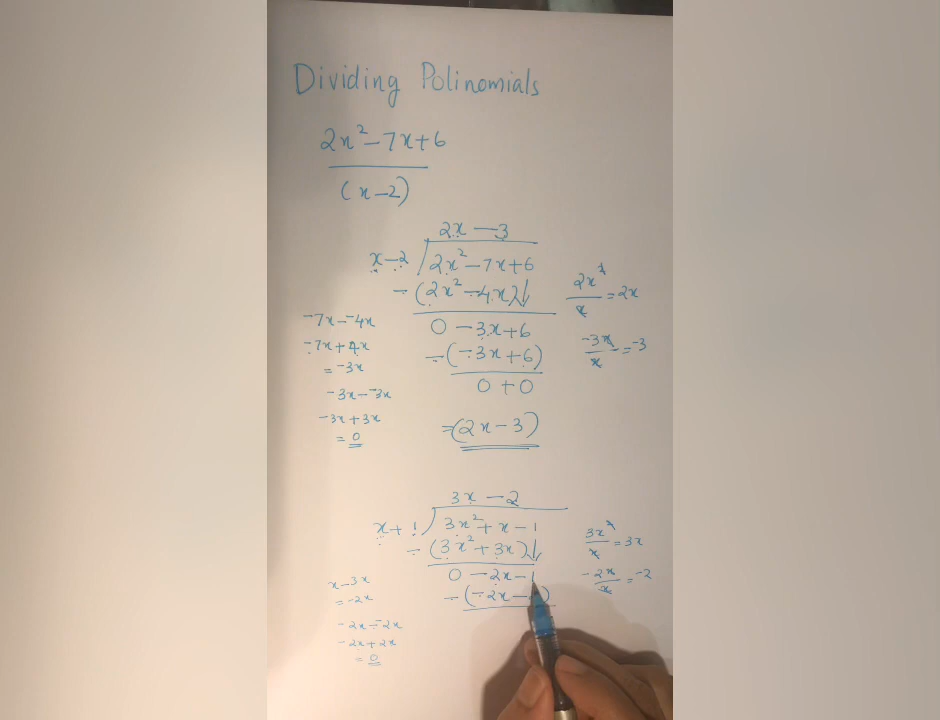 Dividing Polinomials
2x² - 7x + 6
(x - 2)
2x - 3
x - 2 2x² - 7x + 6
- (2x² - 4x) ↓
0 - 3x + 6
- (-3x + 6)
0 + 0
= (2x - 3)
2x²/x = 2x
-3x/x = -3
-7x - -4x
-7x + 4x
= -3x
-3x - -3x
-3x + 3x
= 0
3x - 2
x + 1 3x² + x - 1
- (3x² + 3x) ↓
0 - 2x - 1
- (-2x - )
3x²/x = 3x
-2x/x = -2
x - 3x
= -2x
-2x - -2x
-2x + 2x
= 0